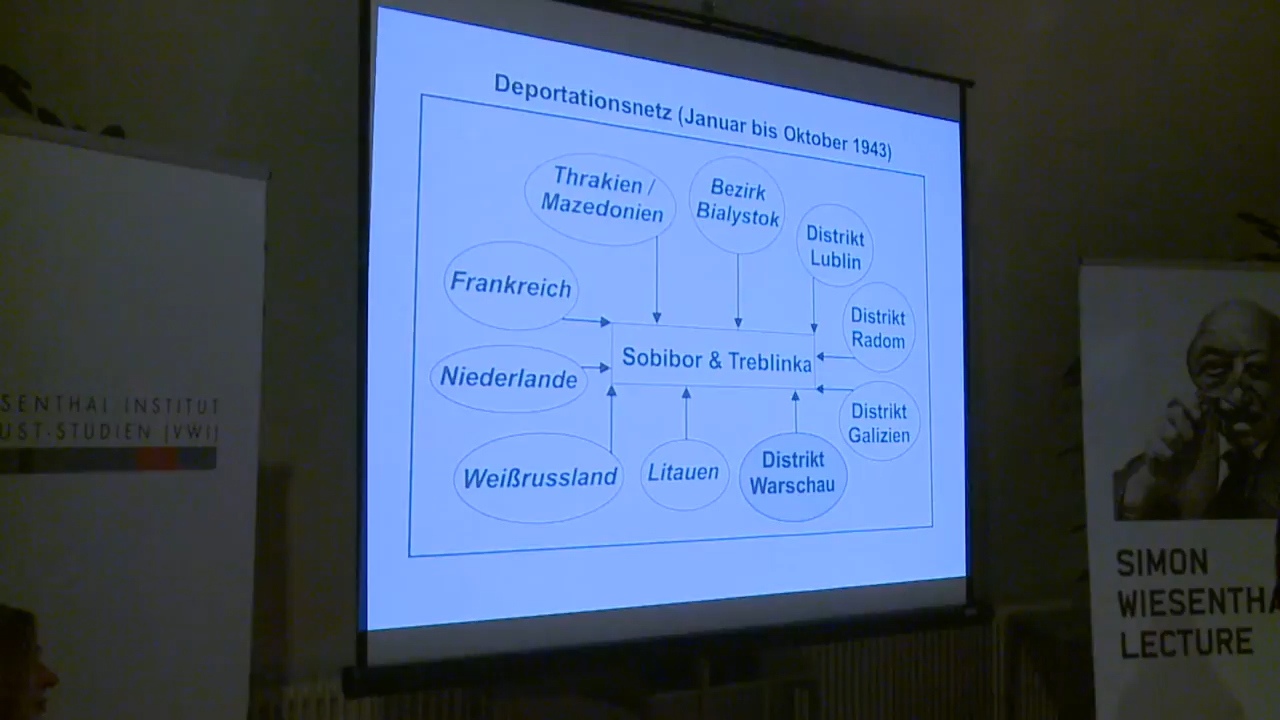 Deportationsnetz (Januar bis Oktober 1943)
Thrakien /
Mazedonien
Bezirk
Bialystok
Distrikt
Lublin
Frankreich
Distrikt
Radom
Sobibor & Treblinka
Niederlande
Distrikt
Galizien
Weißrussland
Litauen
Distrikt
Warschau
SENTHAL INSTITUT
UST-STUDIEN [VWI]
SIMON
WIESENTHA
LECTURE